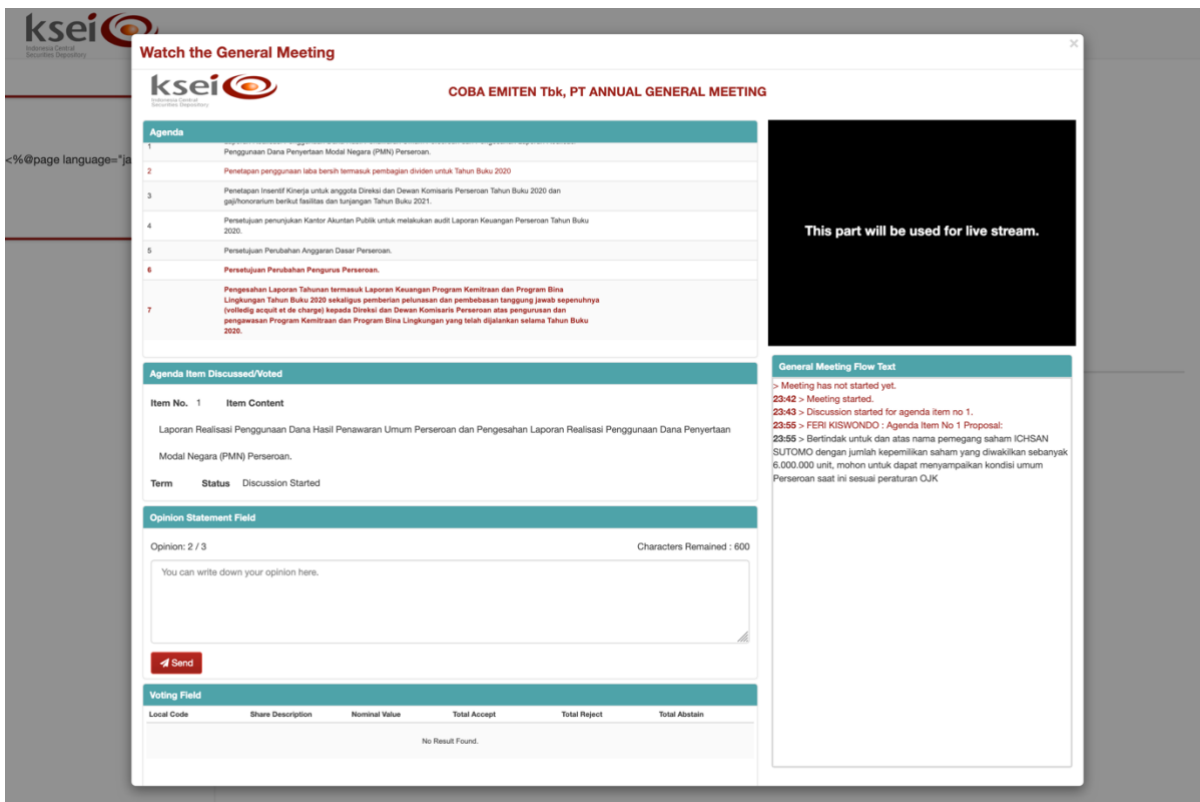 ksei
Indonesia Central
Securities Depository
<%@page language="ja
Watch the General Meeting
×
ksei
Indonesia Central
Securities Depository
COBA EMITEN Tbk, PT ANNUAL GENERAL MEETING
Agenda
1
Penggunaan Dana Penyertaan Modal Negara (PMN) Perseroan.
2 Penetapan penggunaan laba bersih termasuk pembagian dividen untuk Tahun Buku 2020
3 Penetapan Insentif Kinerja untuk anggota Direksi dan Dewan Komisaris Perseroan Tahun Buku 2020 dan
gaji/honorarium berikut fasilitas dan tunjangan Tahun Buku 2021.
4 Persetujuan penunjukan Kantor Akuntan Publik untuk melakukan audit Laporan Keuangan Perseroan Tahun Buku
2020.
5 Persetujuan Perubahan Anggaran Dasar Perseroan.
6 Persetujuan Perubahan Pengurus Perseroan.
7 Pengesahan Laporan Tahunan termasuk Laporan Keuangan Program Kemitraan dan Program Bina
Lingkungan Tahun Buku 2020 sekaligus pemberian pelunasan dan pembebasan tanggung jawab sepenuhnya
(volledig acquit et de charge) kepada Direksi dan Dewan Komisaris Perseroan atas pengurusan dan
pengawasan Program Kemitraan dan Program Bina Lingkungan yang telah dijalankan selama Tahun Buku
2020.
This part will be used for live stream.
Agenda Item Discussed/Voted
Item No. 1 Item Content
Laporan Realisasi Penggunaan Dana Hasil Penawaran Umum Perseroan dan Pengesahan Laporan Realisasi Penggunaan Dana Penyertaan
Modal Negara (PMN) Perseroan.
Term Status Discussion Started
Opinion Statement Field
Opinion: 2 / 3 Characters Remained : 600
You can write down your opinion here.
Send
Voting Field
Local Code Share Description Nominal Value Total Accept Total Reject Total Abstain
No Result Found.
General Meeting Flow Text
> Meeting has not started yet.
23:42 > Meeting started.
23:43 > Discussion started for agenda item no 1.
23:55 > FERI KISWONDO : Agenda Item No 1 Proposal:
23:55 > Bertindak untuk dan atas nama pemegang saham ICHSAN
SUTOMO dengan jumlah kepemilikan saham yang diwakilkan sebanyak
6.000.000 unit, mohon untuk dapat menyampaikan kondisi umum
Perseroan saat ini sesuai peraturan OJK